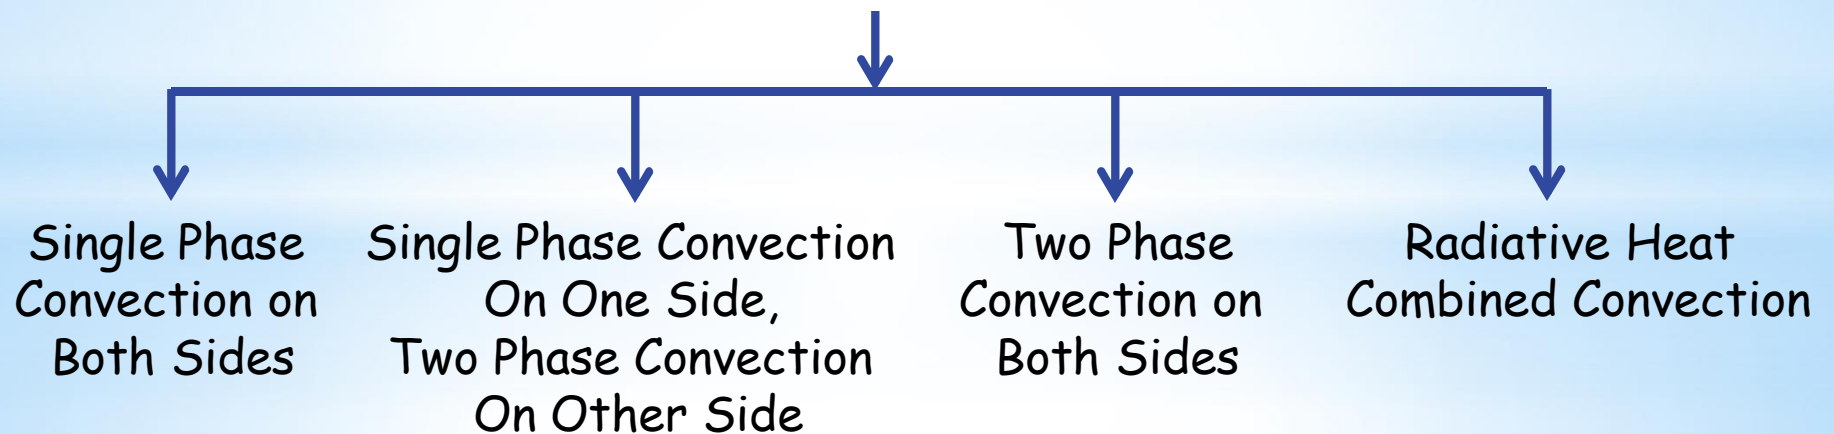 Single Phase
Convection on
Both Sides
Single Phase Convection
On One Side,
Two Phase Convection
On Other Side
Two Phase
Convection on
Both Sides
Radiative Heat
Combined Convection